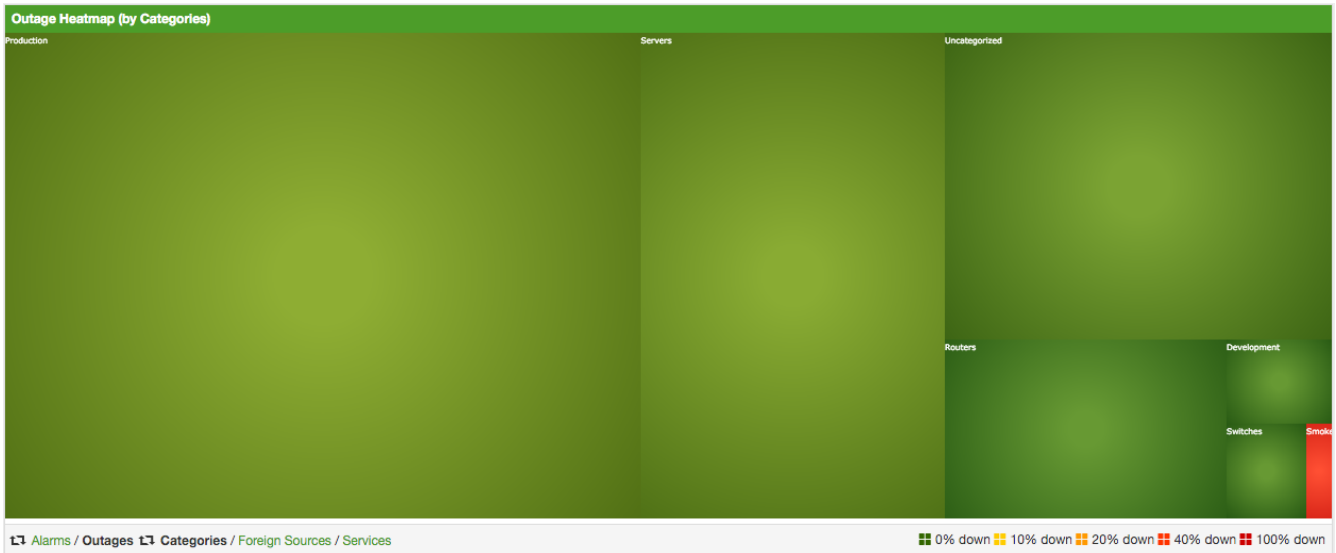 Outage Heatmap (by Categories)
Production
Servers
Uncategorized
Routers
Development
Switches
Smoke
Alarms / Outages Categories / Foreign Sources / Services
0% down 10% down 20% down 40% down 100% down